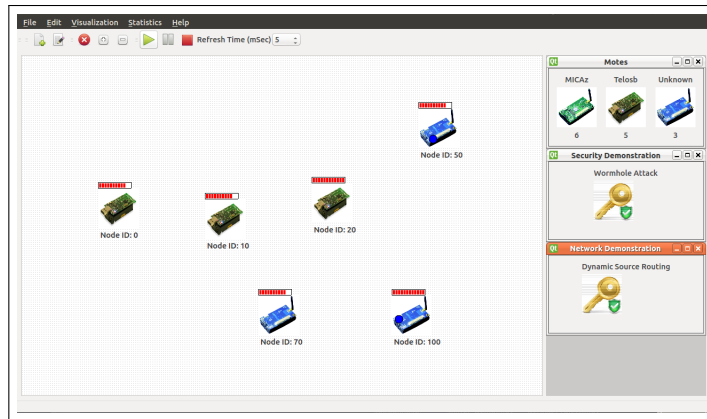 File Edit Visualization Statistics Help
Refresh Time (mSec) 5
Motes
MICAz Telosb Unknown
6 5 3
Security Demonstration
Wormhole Attack
Network Demonstration
Dynamic Source Routing
Node ID: 50
Node ID: 0
Node ID: 10
Node ID: 20
Node ID: 70
Node ID: 100